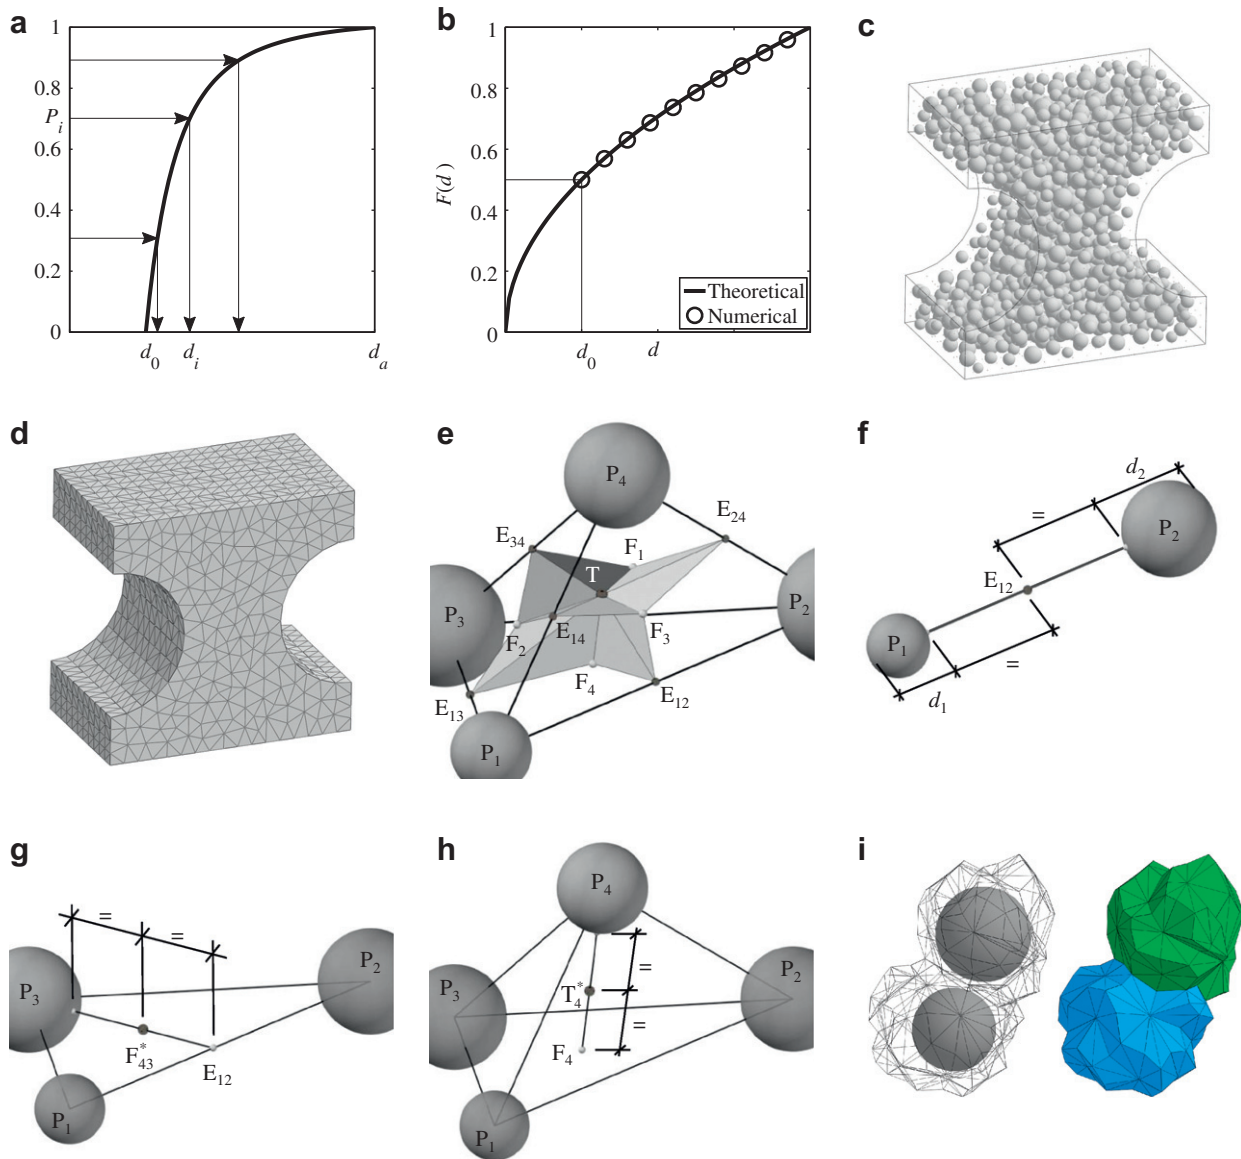 a
1
0.8
P_i
0.6
0.4
0.2
0
d_0
d_i
d_a
b
1
0.8
0.6
F(d)
0.4
0.2
0
Theoretical
Numerical
d_0
d
c
d
e
P_4
E_34
E_24
F_1
T
P_3
P_2
F_2
E_14
F_3
F_4
E_13
E_12
P_1
f
d_2
=
P_2
E_12
P_1
=
d_1
g
=
=
P_3
P_2
F*_43
E_12
P_1
h
P_4
P_3
=
P_2
T*_4
=
F_4
P_1
i